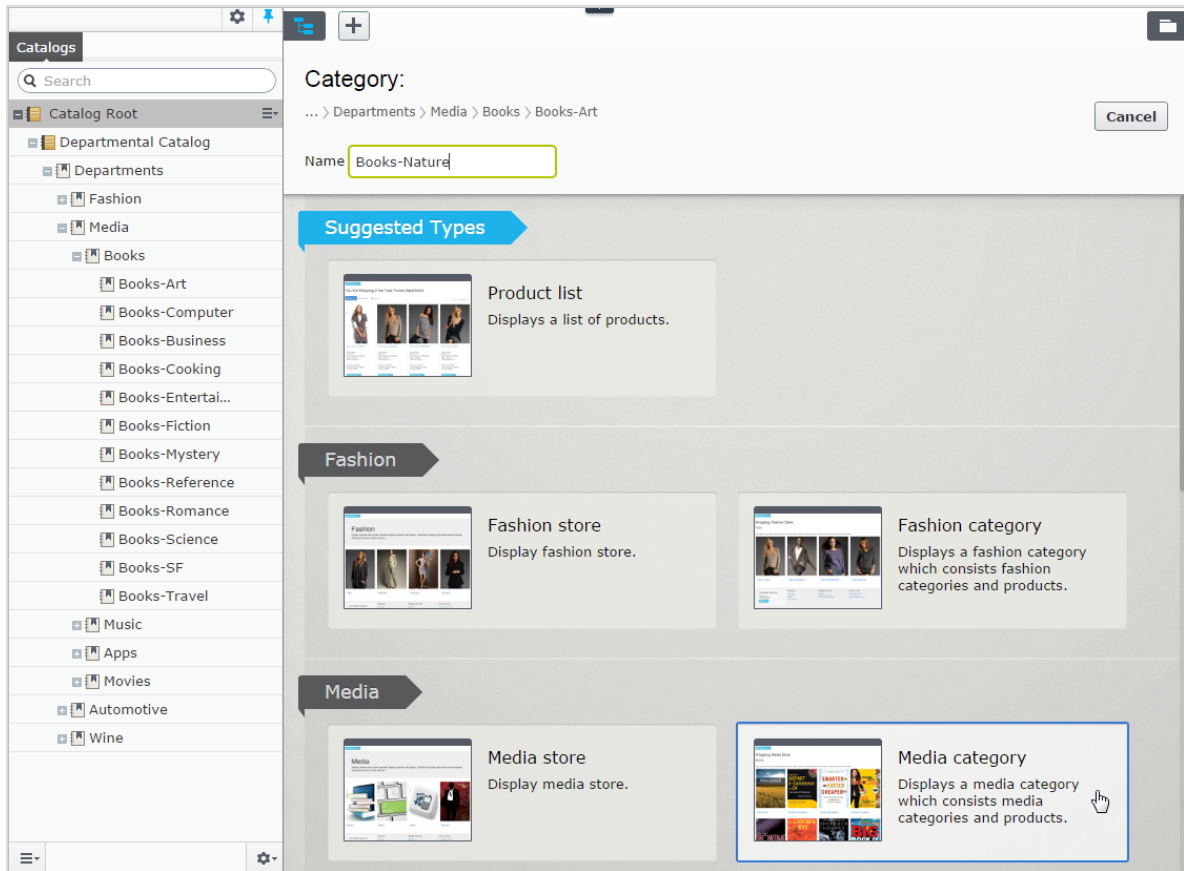 Catalogs
Search
Catalog Root
Departmental Catalog
Departments
Fashion
Media
Books
Books-Art
Books-Computer
Books-Business
Books-Cooking
Books-Entertai...
Books-Fiction
Books-Mystery
Books-Reference
Books-Romance
Books-Science
Books-SF
Books-Travel
Music
Apps
Movies
Automotive
Wine
Category:
... > Departments > Media > Books > Books-Art
Cancel
Name Books-Nature
Suggested Types
Product list
Displays a list of products.
Fashion
Fashion
Fashion store
Display fashion store.
Fashion category
Displays a fashion category
which consists fashion
categories and products.
Media
Media
Media store
Display media store.
Media category
Displays a media category
which consists media
categories and products.